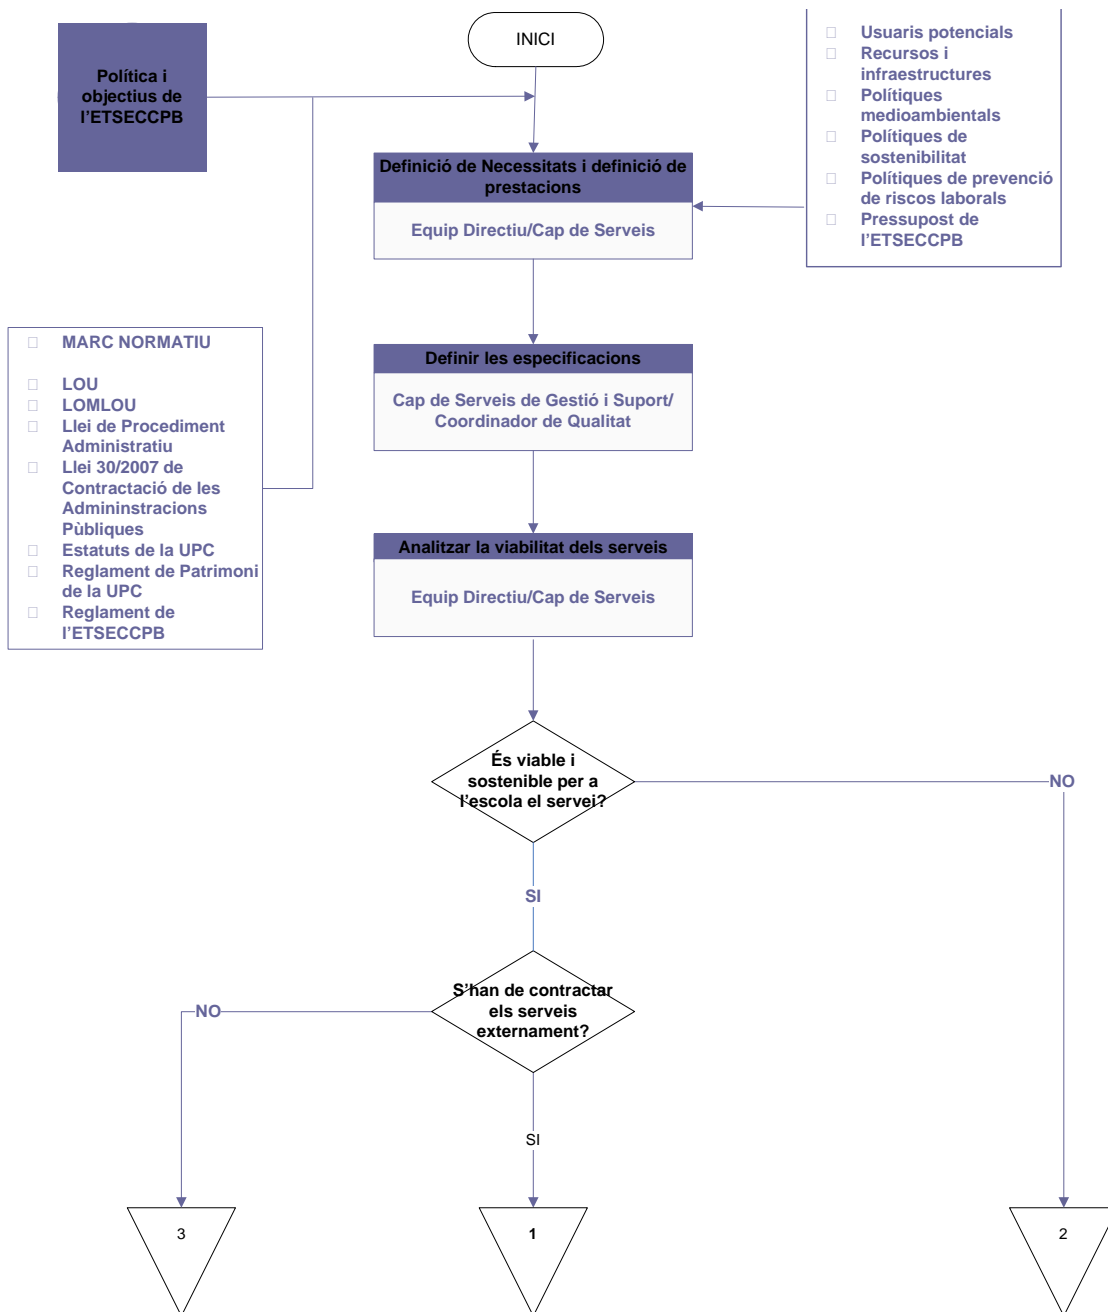 INICI
Política i
objectius de
l'ETSECCPB
Usuaris potencials
Recursos i
infraestructures
Polítiques
medioambientals
Polítiques de
sostenibilitat
Polítiques de prevenció
de riscos laborals
Pressupost de
l'ETSECCPB
Definició de Necessitats i definició de
prestacions
Equip Directiu/Cap de Serveis
MARC NORMATIU
LOU
LOMLOU
Llei de Procediment
Administratiu
Llei 30/2007 de
Contractació de les
Admininstracions
Pùbliques
Estatuts de la UPC
Reglament de Patrimoni
de la UPC
Reglament de
l'ETSECCPB
Definir les especificacions
Cap de Serveis de Gestió i Suport/
Coordinador de Qualitat
Analitzar la viabilitat dels serveis
Equip Directiu/Cap de Serveis
És viable i
sostenible per a
l'escola el servei?
NO
SI
S'han de contractar
els serveis
externament?
NO
SI
3
1
2